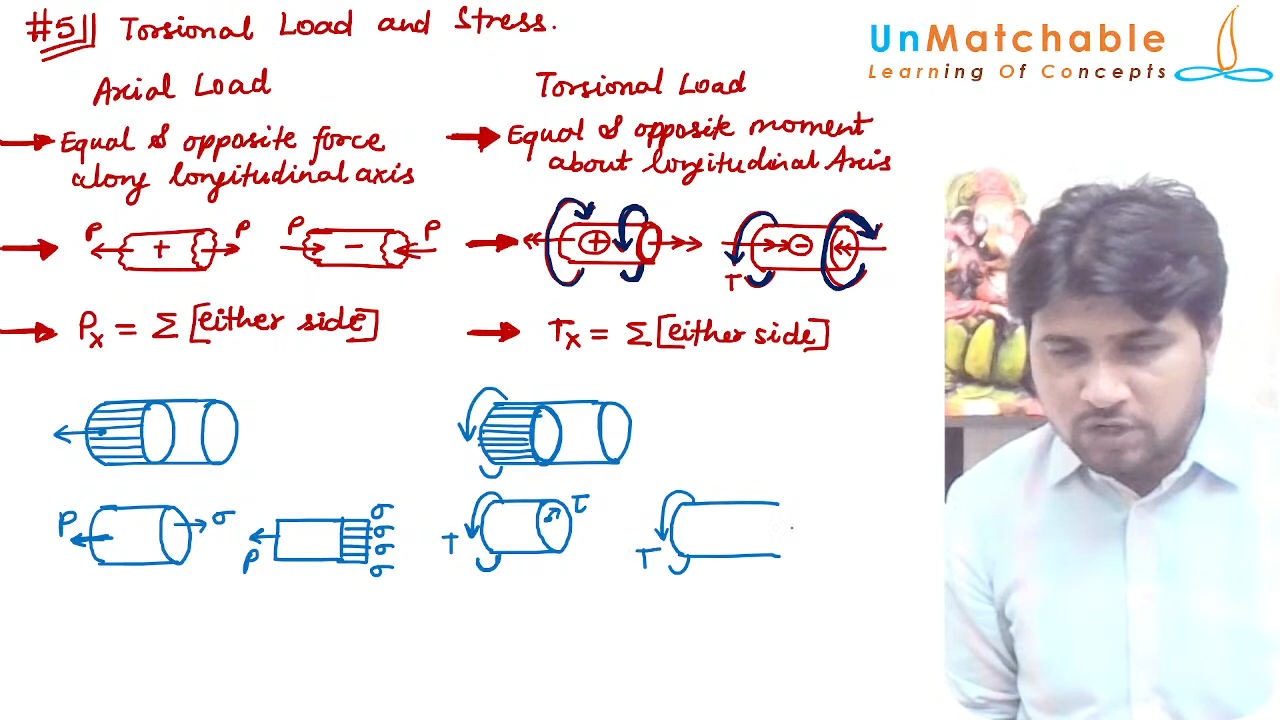 #51 Torsional Load and Stress.
UnMatchable
Learning Of Concepts
Axial Load
Equal & opposite force
along longitudinal axis
P P P P
+ -
Px = Σ [either side]
Torsional Load
Equal & opposite moment
about longitudinal Axis
+ -
T
Tx = Σ [either side]
P σ
P σ σ σ σ
T τ
T